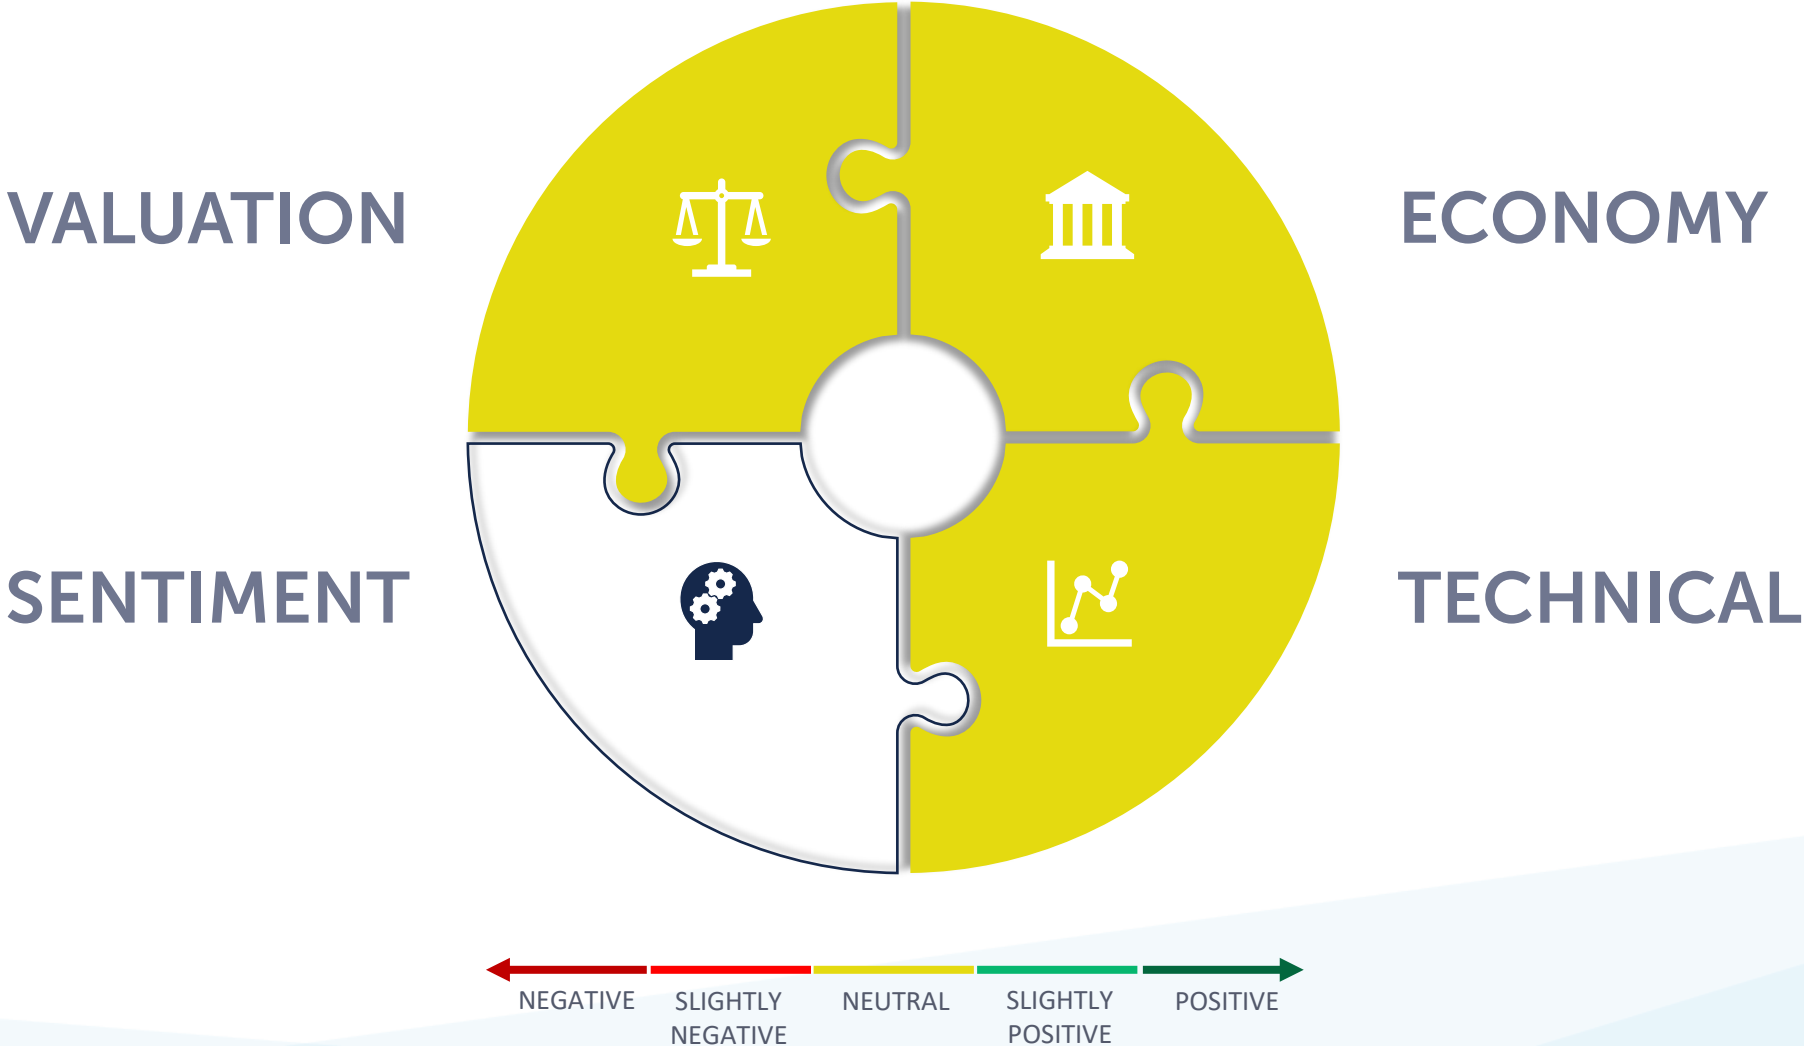 VALUATION
ECONOMY
SENTIMENT
TECHNICAL
NEGATIVE
SLIGHTLY
NEGATIVE
NEUTRAL
SLIGHTLY
POSITIVE
POSITIVE